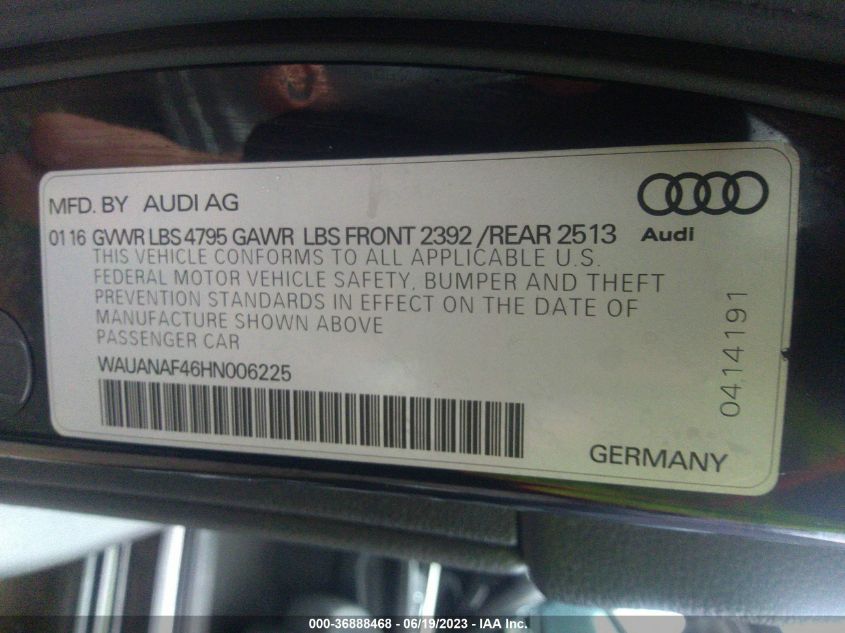 MFD. BY AUDI AG
01 16 GVWR LBS 4795 GAWR LBS FRONT 2392 /REAR 2513
Audi
THIS VEHICLE CONFORMS TO ALL APPLICABLE U.S.
FEDERAL MOTOR VEHICLE SAFETY, BUMPER AND THEFT
PREVENTION STANDARDS IN EFFECT ON THE DATE OF
MANUFACTURE SHOWN ABOVE
PASSENGER CAR
WAUANAF46HN006225
0414191
GERMANY
000-36888468 - 06/19/2023 - IAA Inc.